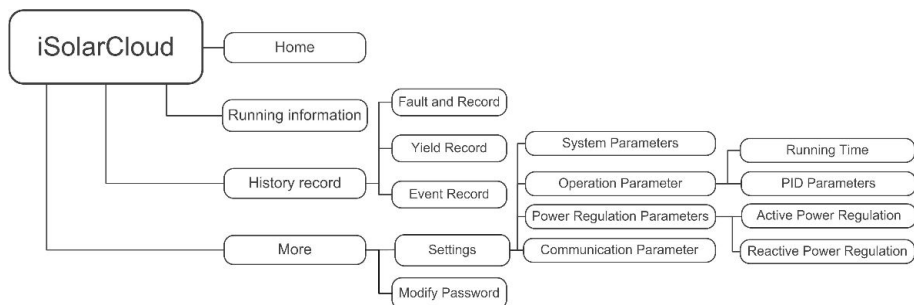 iSolarCloud
Home
Running information
History record
Fault and Record
Yield Record
Event Record
More
Settings
Modify Password
System Parameters
Operation Parameter
Power Regulation Parameters
Communication Parameter
Running Time
PID Parameters
Active Power Regulation
Reactive Power Regulation